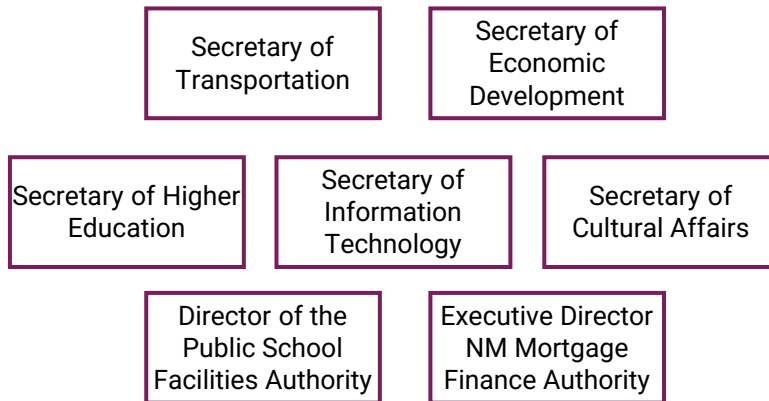 Secretary of
Transportation
Secretary of
Economic
Development
Secretary of Higher
Education
Secretary of
Information
Technology
Secretary of
Cultural Affairs
Director of the
Public School
Facilities Authority
Executive Director
NM Mortgage
Finance Authority